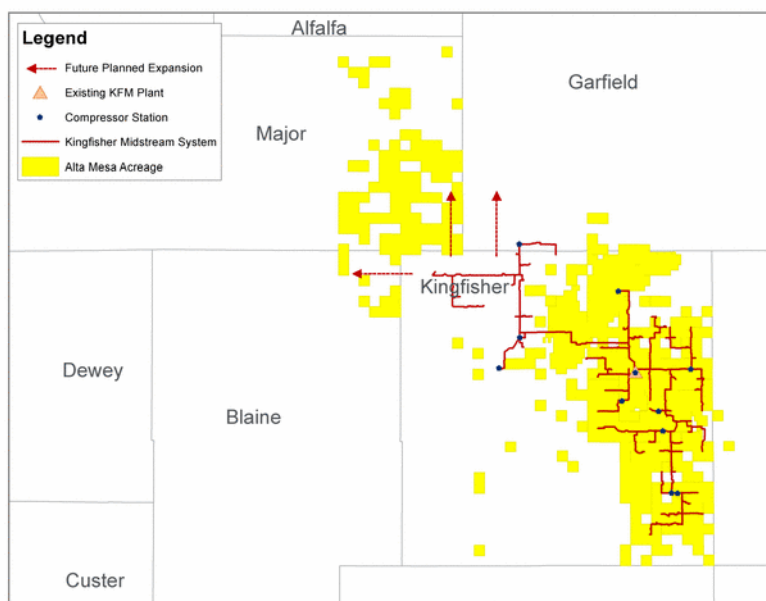 Alfalfa
Legend
Future Planned Expansion
Existing KFM Plant
Compressor Station
Kingfisher Midstream System
Alta Mesa Acreage
Garfield
Major
Kingfisher
Dewey
Blaine
Custer